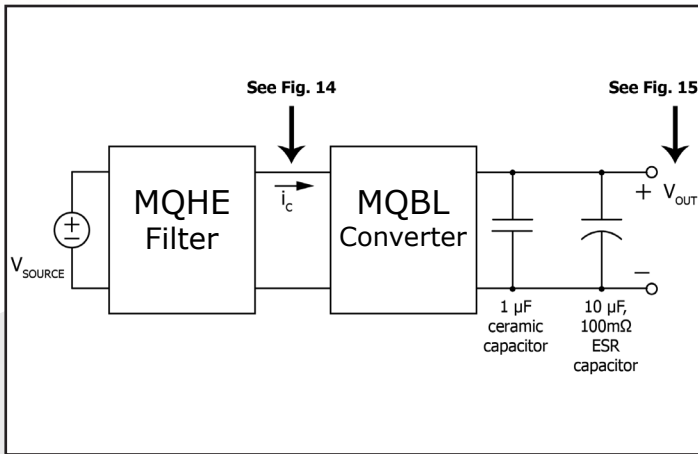 See Fig. 14
See Fig. 15
MQHE
Filter
i_C
MQBL
Converter
+ V_OUT
−
+
−
V_SOURCE
1 µF
ceramic
capacitor
10 µF,
100mΩ
ESR
capacitor